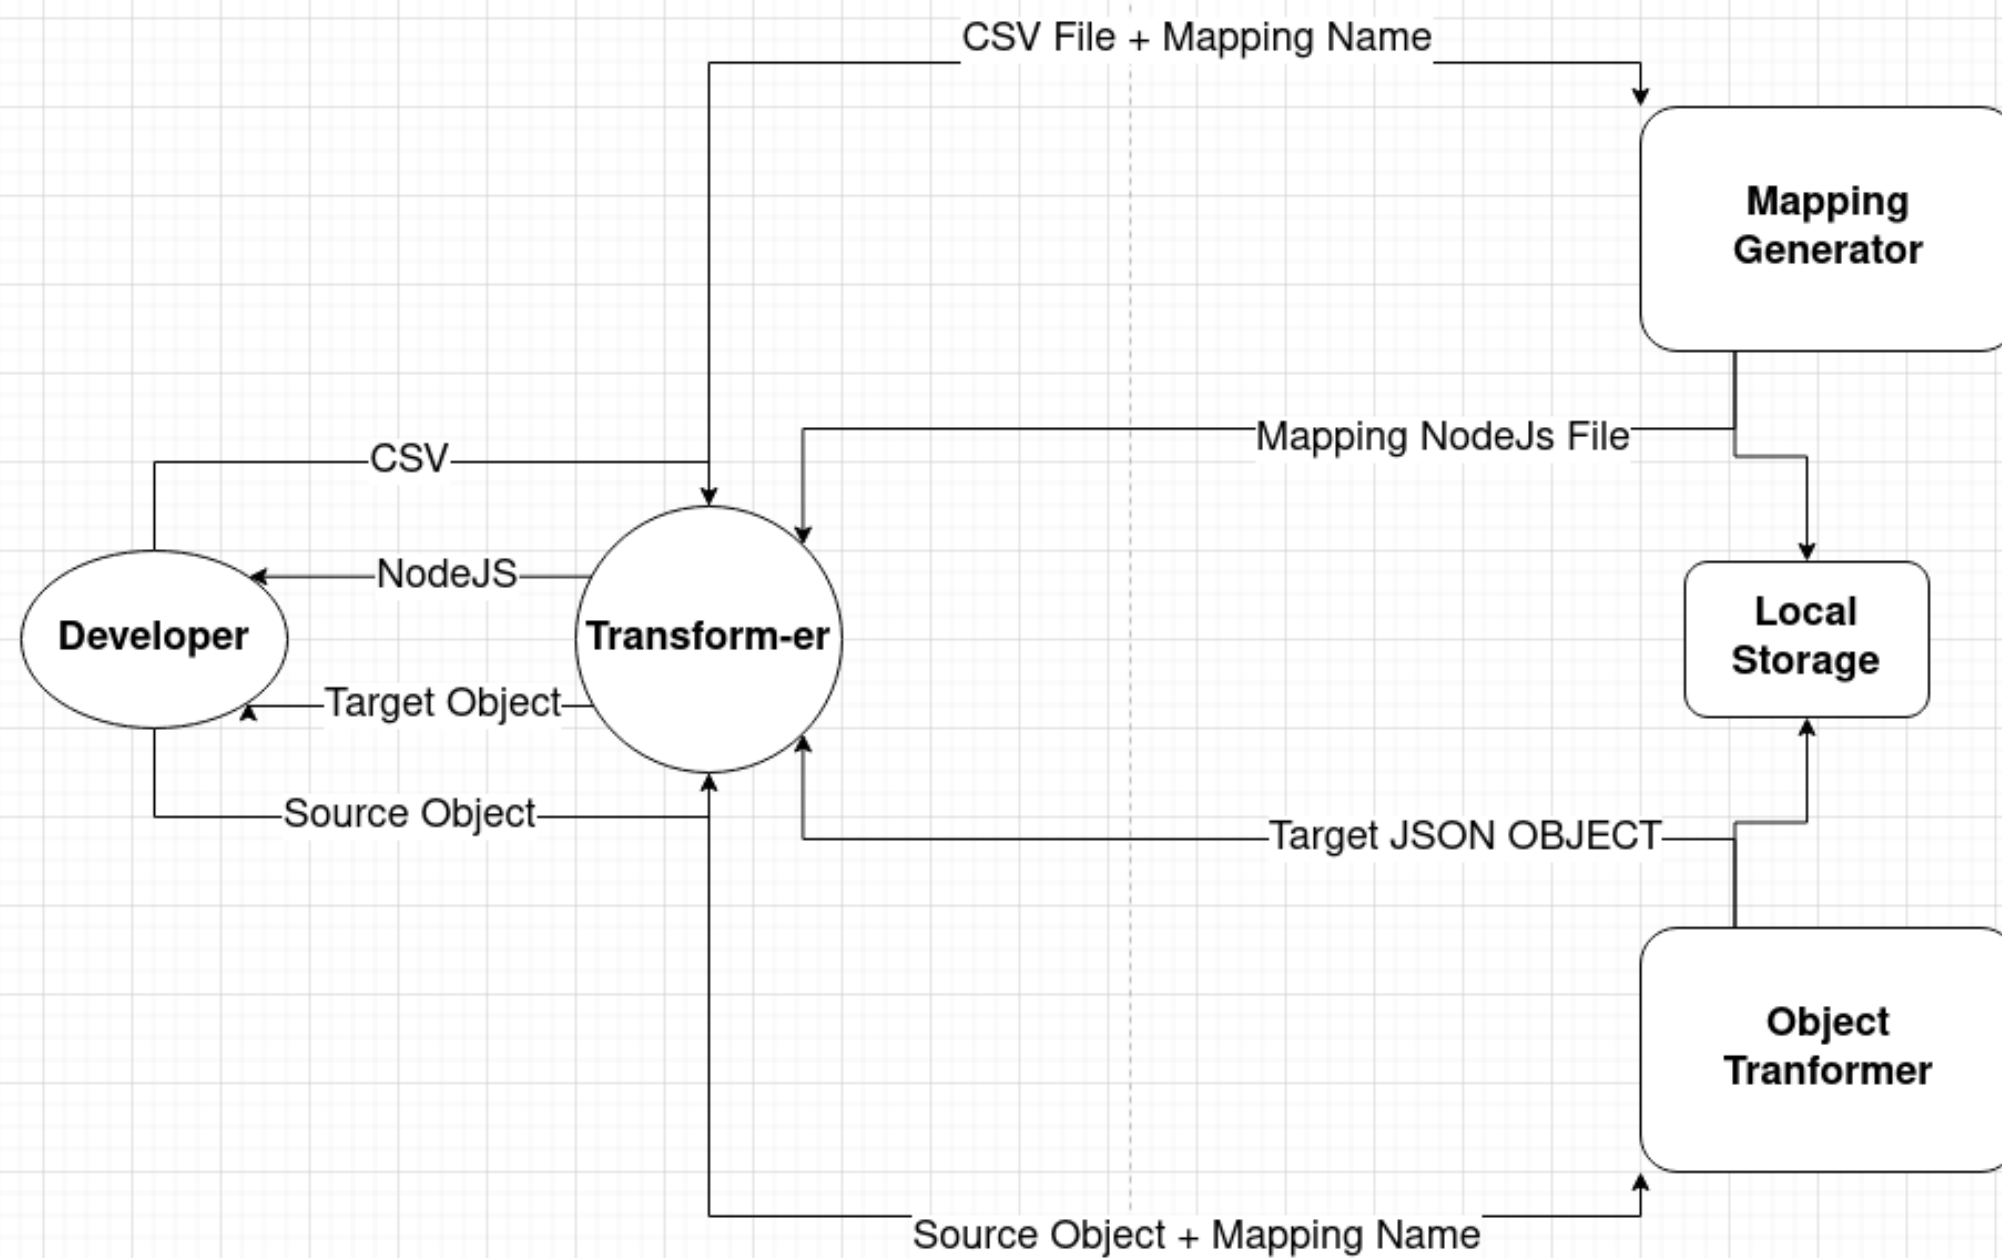 CSV File + Mapping Name
Mapping
Generator
Mapping NodeJs File
CSV
NodeJS
Developer
Transform-er
Local
Storage
Target Object
Source Object
Target JSON OBJECT
Object
Tranformer
Source Object + Mapping Name